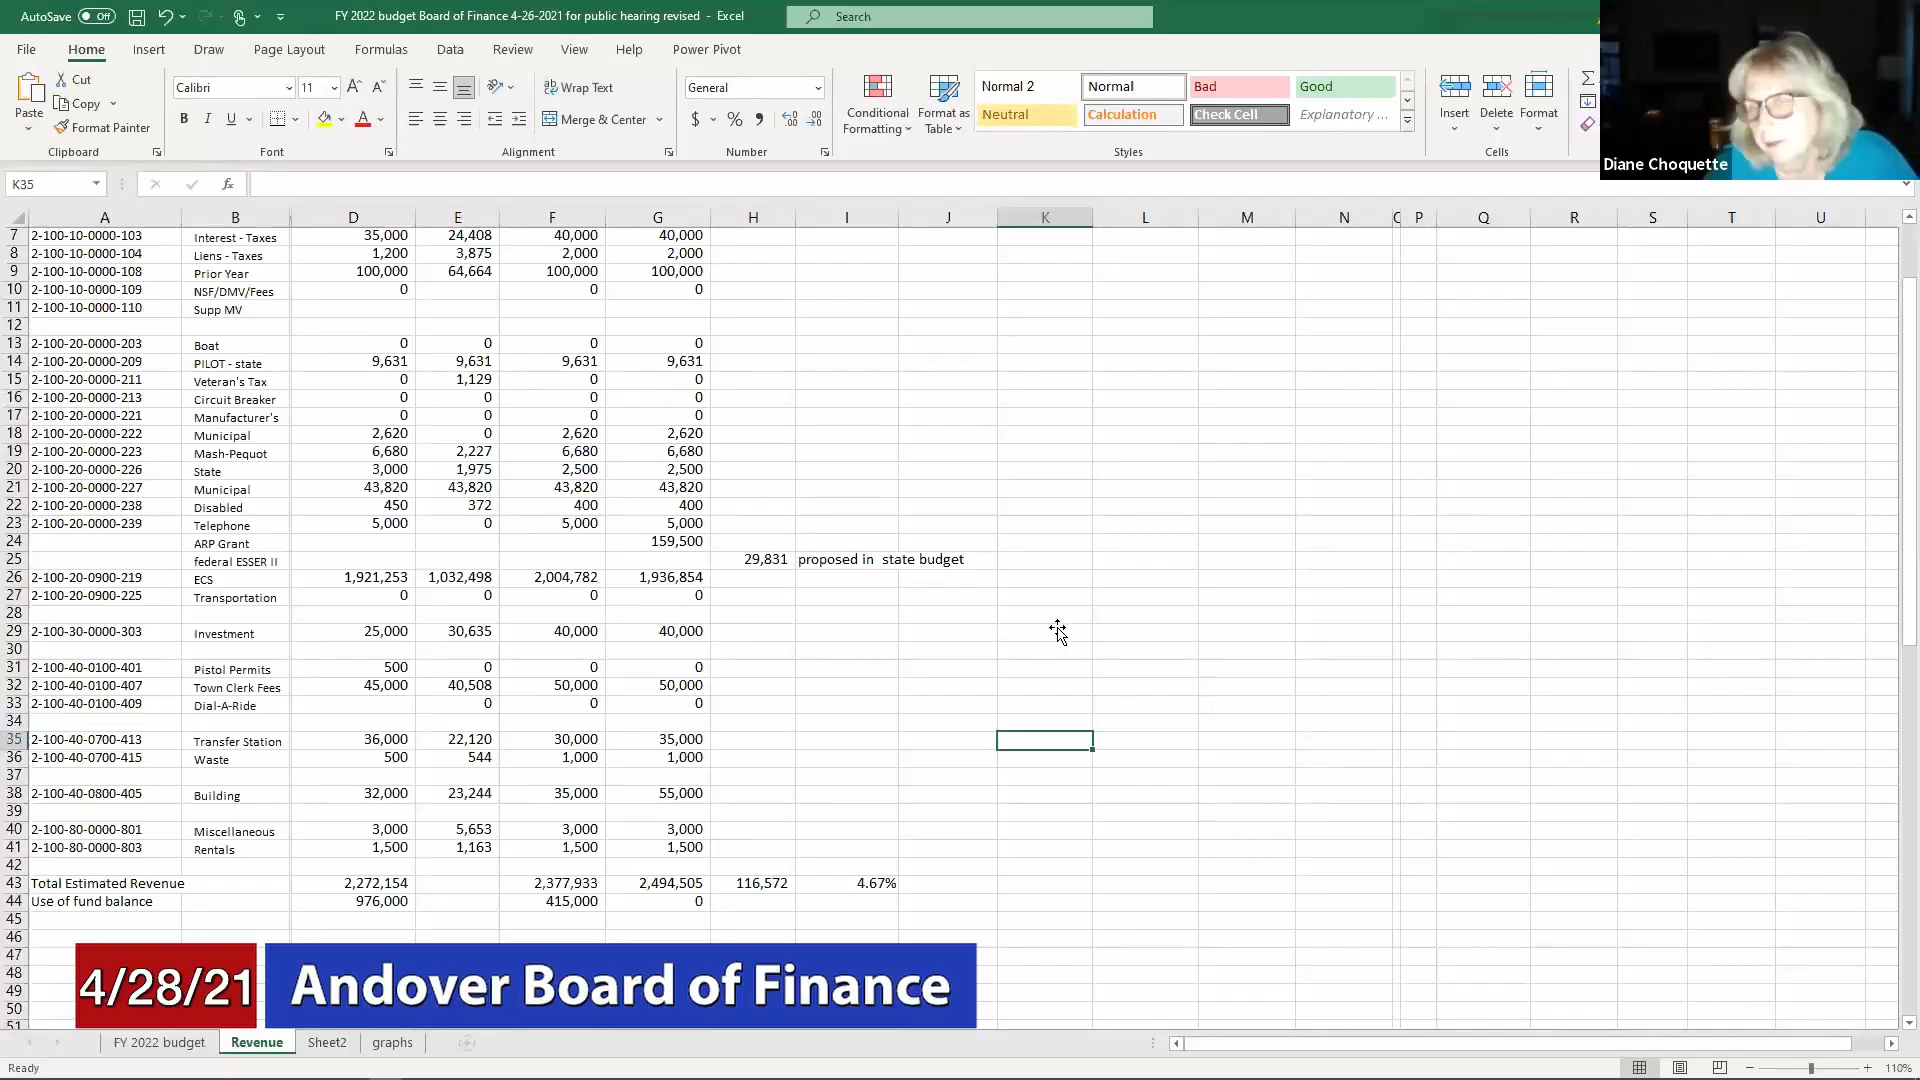 AutoSave Off FY 2022 budget Board of Finance 4-26-2021 for public hearing revised - Excel Search
File Home Insert Draw Page Layout Formulas Data Review View Help Power Pivot
Paste Cut Copy Format Painter Clipboard
Calibri 11 Font
Wrap Text Merge & Center Alignment
General Number
Conditional Formatting Format as Table
Normal 2 Normal Bad Good
Neutral Calculation Check Cell Explanatory ...
Styles
Insert Delete Format Cells
Diane Choquette
K35 fx
A B D E F G H I J K L M N O P Q R S T U
7 2-100-10-0000-103 Interest - Taxes 35,000 24,408 40,000 40,000
8 2-100-10-0000-104 Liens - Taxes 1,200 3,875 2,000 2,000
9 2-100-10-0000-108 Prior Year 100,000 64,664 100,000 100,000
10 2-100-10-0000-109 NSF/DMV/Fees 0 0 0
11 2-100-10-0000-110 Supp MV
12
13 2-100-20-0000-203 Boat 0 0 0 0
14 2-100-20-0000-209 PILOT - state 9,631 9,631 9,631 9,631
15 2-100-20-0000-211 Veteran's Tax 0 1,129 0 0
16 2-100-20-0000-213 Circuit Breaker 0 0 0 0
17 2-100-20-0000-221 Manufacturer's 0 0 0 0
18 2-100-20-0000-222 Municipal 2,620 0 2,620 2,620
19 2-100-20-0000-223 Mash-Pequot 6,680 2,227 6,680 6,680
20 2-100-20-0000-226 State 3,000 1,975 2,500 2,500
21 2-100-20-0000-227 Municipal 43,820 43,820 43,820 43,820
22 2-100-20-0000-238 Disabled 450 372 400 400
23 2-100-20-0000-239 Telephone 5,000 0 5,000 5,000
24 ARP Grant 159,500
25 federal ESSER II 29,831 proposed in state budget
26 2-100-20-0900-219 ECS 1,921,253 1,032,498 2,004,782 1,936,854
27 2-100-20-0900-225 Transportation 0 0 0 0
28
29 2-100-30-0000-303 Investment 25,000 30,635 40,000 40,000
30
31 2-100-40-0100-401 Pistol Permits 500 0 0 0
32 2-100-40-0100-407 Town Clerk Fees 45,000 40,508 50,000 50,000
33 2-100-40-0100-409 Dial-A-Ride 0 0 0
34
35 2-100-40-0700-413 Transfer Station 36,000 22,120 30,000 35,000
36 2-100-40-0700-415 Waste 500 544 1,000 1,000
37
38 2-100-40-0800-405 Building 32,000 23,244 35,000 55,000
39
40 2-100-80-0000-801 Miscellaneous 3,000 5,653 3,000 3,000
41 2-100-80-0000-803 Rentals 1,500 1,163 1,500 1,500
42
43 Total Estimated Revenue 2,272,154 2,377,933 2,494,505 116,572 4.67%
44 Use of fund balance 976,000 415,000 0
45
46
47
48
49
50
51
4/28/21 Andover Board of Finance
FY 2022 budget Revenue Sheet2 graphs
Ready 110%